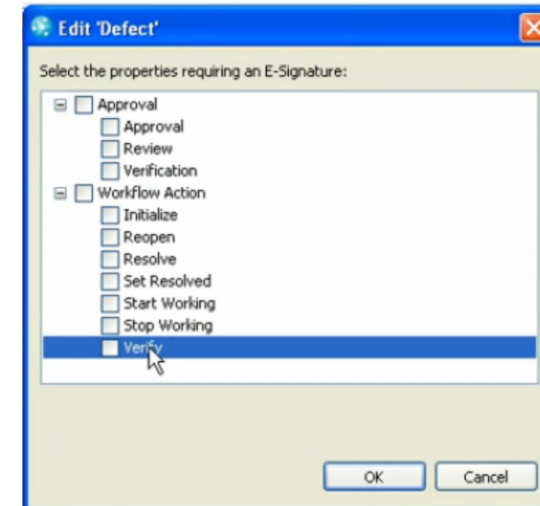 Edit 'Defect'
Select the properties requiring an E-Signature:
Approval
Approval
Review
Verification
Workflow Action
Initialize
Reopen
Resolve
Set Resolved
Start Working
Stop Working
Verify
OK Cancel